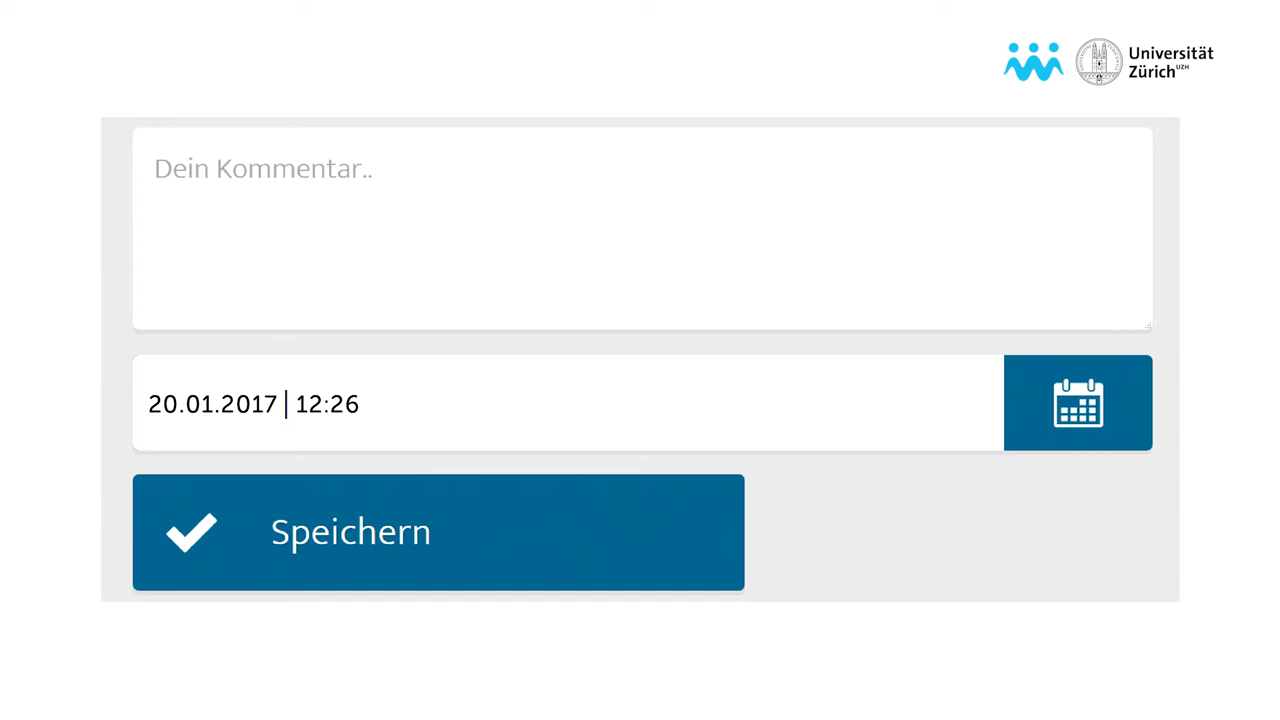 Universität
Zürich UZH
Dein Kommentar..
20.01.2017 | 12:26
Speichern